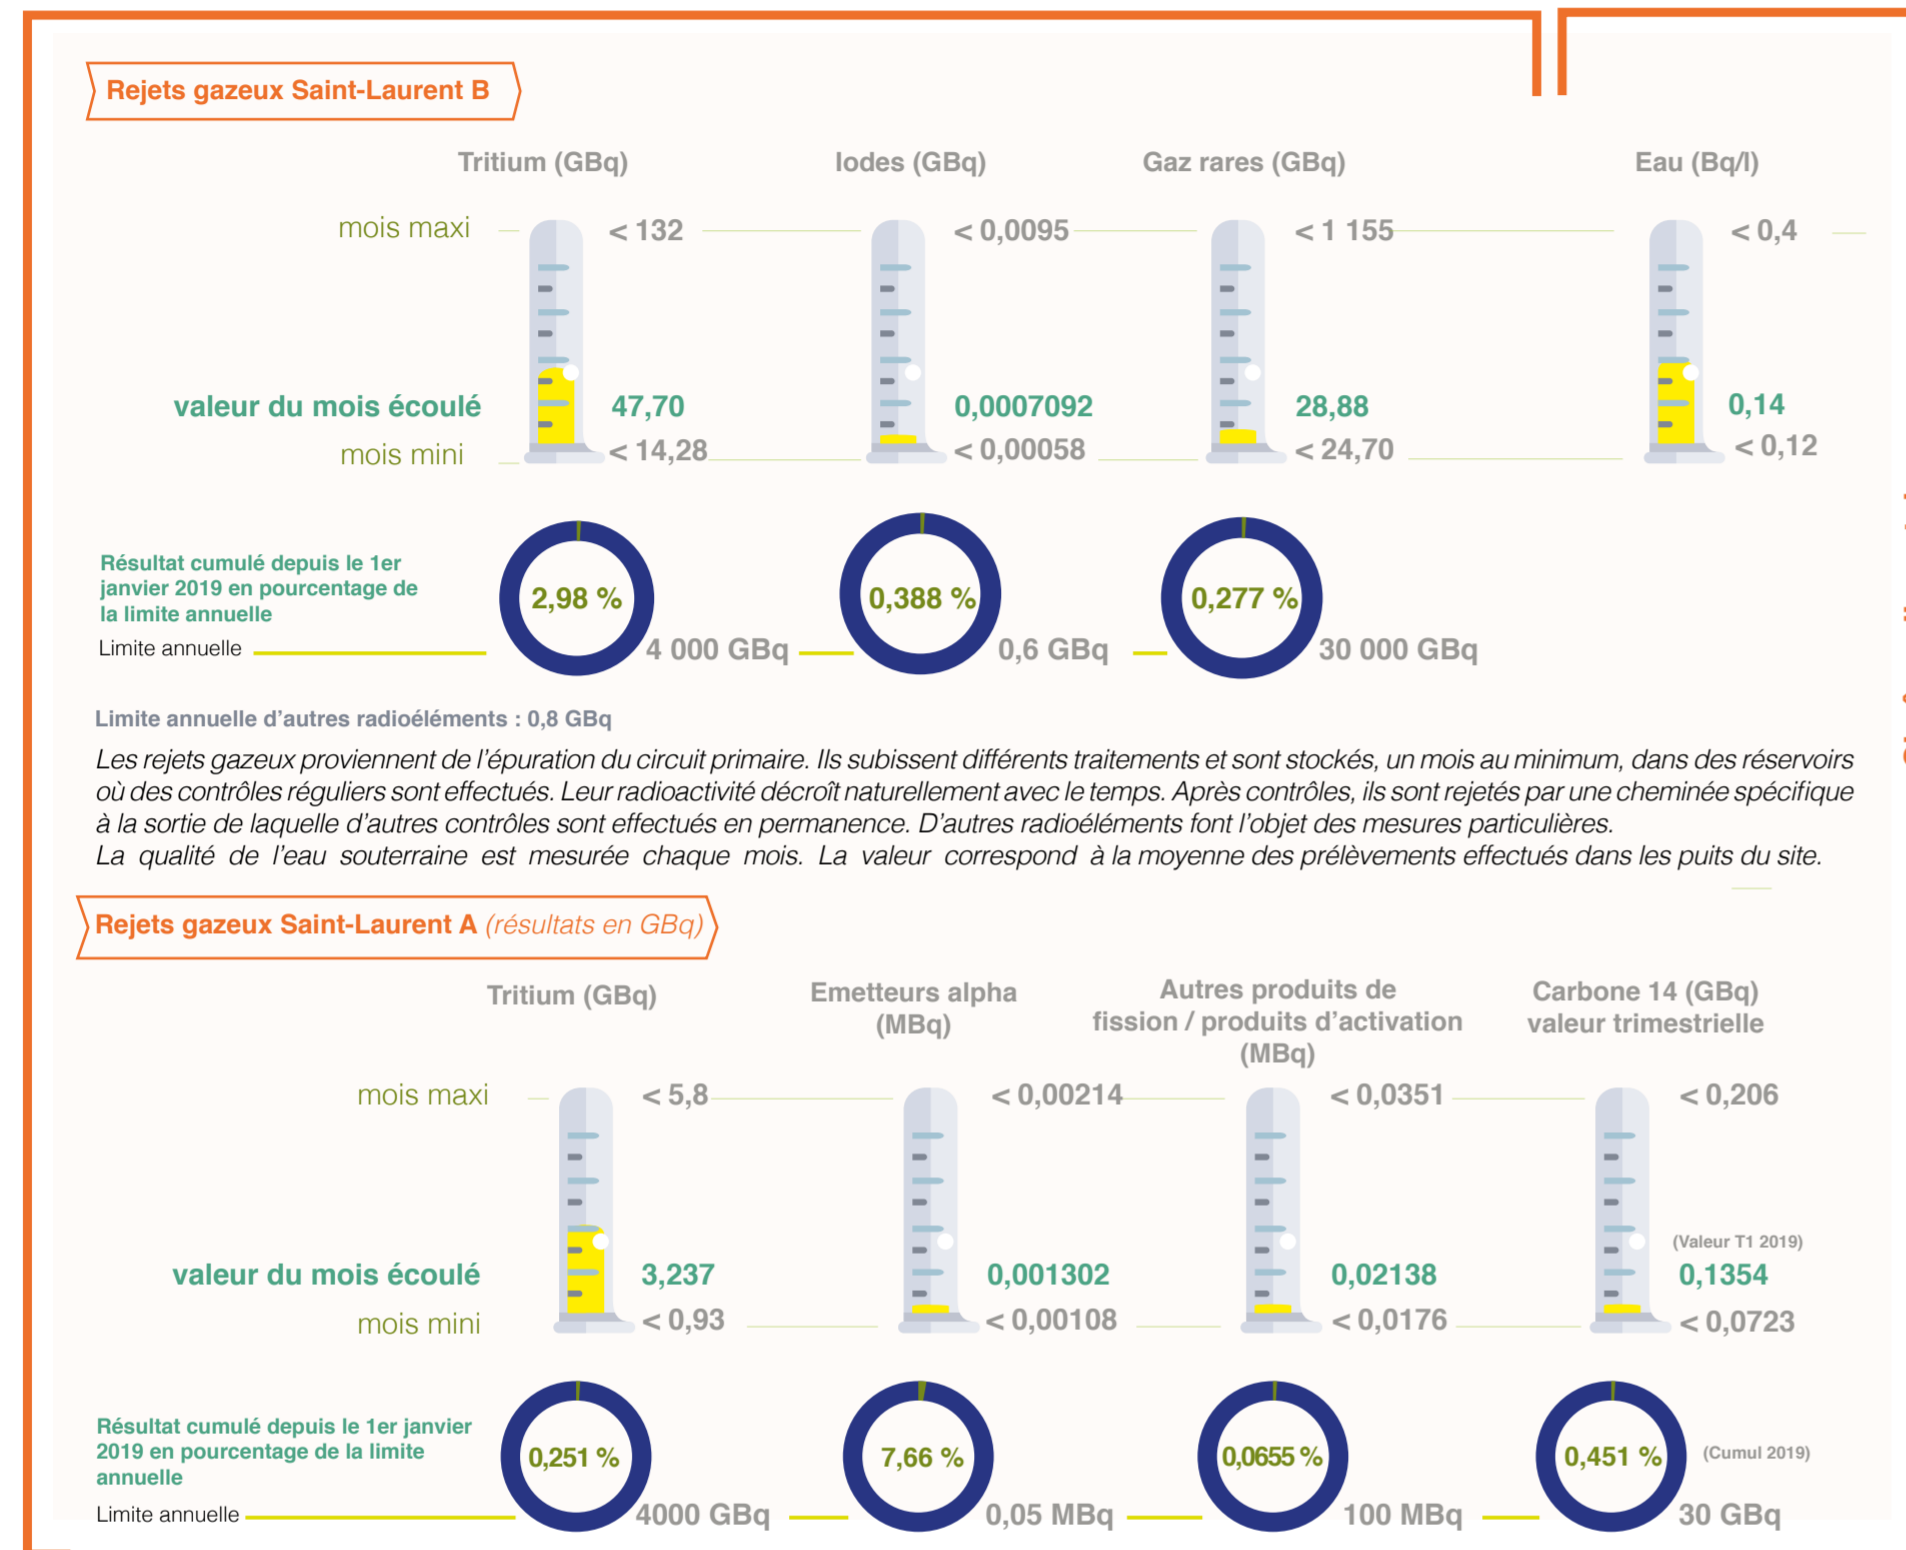 Rejets gazeux Saint-Laurent B
Tritium (GBq) Iodes (GBq) Gaz rares (GBq) Eau (Bq/l)
mois maxi < 132 < 0,0095 < 1 155 < 0,4
valeur du mois écoulé 47,70 0,0007092 28,88 0,14
mois mini < 14,28 < 0,00058 < 24,70 < 0,12
Résultat cumulé depuis le 1er
janvier 2019 en pourcentage de
la limite annuelle
2,98 % 0,388 % 0,277 %
Limite annuelle 4 000 GBq 0,6 GBq 30 000 GBq
Limite annuelle d'autres radioéléments : 0,8 GBq
Les rejets gazeux proviennent de l'épuration du circuit primaire. Ils subissent différents traitements et sont stockés, un mois au minimum, dans des réservoirs
où des contrôles réguliers sont effectués. Leur radioactivité décroît naturellement avec le temps. Après contrôles, ils sont rejetés par une cheminée spécifique
à la sortie de laquelle d'autres contrôles sont effectués en permanence. D'autres radioéléments font l'objet des mesures particulières.
La qualité de l'eau souterraine est mesurée chaque mois. La valeur correspond à la moyenne des prélèvements effectués dans les puits du site.
Rejets gazeux Saint-Laurent A (résultats en GBq)
Tritium (GBq)
Emetteurs alpha
(MBq)
Autres produits de
fission / produits d'activation
(MBq)
Carbone 14 (GBq)
valeur trimestrielle
mois maxi < 5,8 < 0,00214 < 0,0351 < 0,206
(Valeur T1 2019)
valeur du mois écoulé 3,237 0,001302 0,02138 0,1354
mois mini < 0,93 < 0,00108 < 0,0176 < 0,0723
Résultat cumulé depuis le 1er janvier
2019 en pourcentage de la limite
annuelle
0,251 % 7,66 % 0,0655 % 0,451 % (Cumul 2019)
Limite annuelle 4000 GBq 0,05 MBq 100 MBq 30 GBq